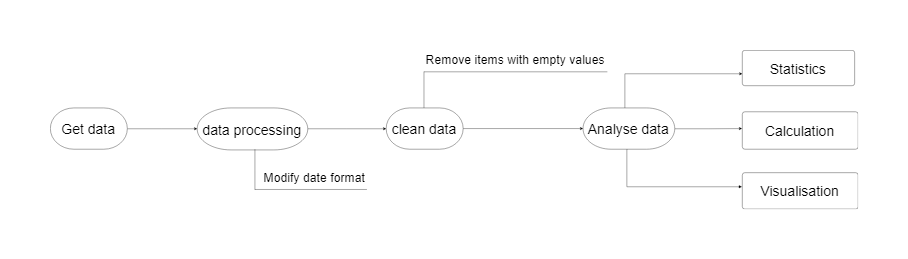 Remove items with empty values
Statistics
Get data
data processing
clean data
Analyse data
Calculation
Modify date format
Visualisation